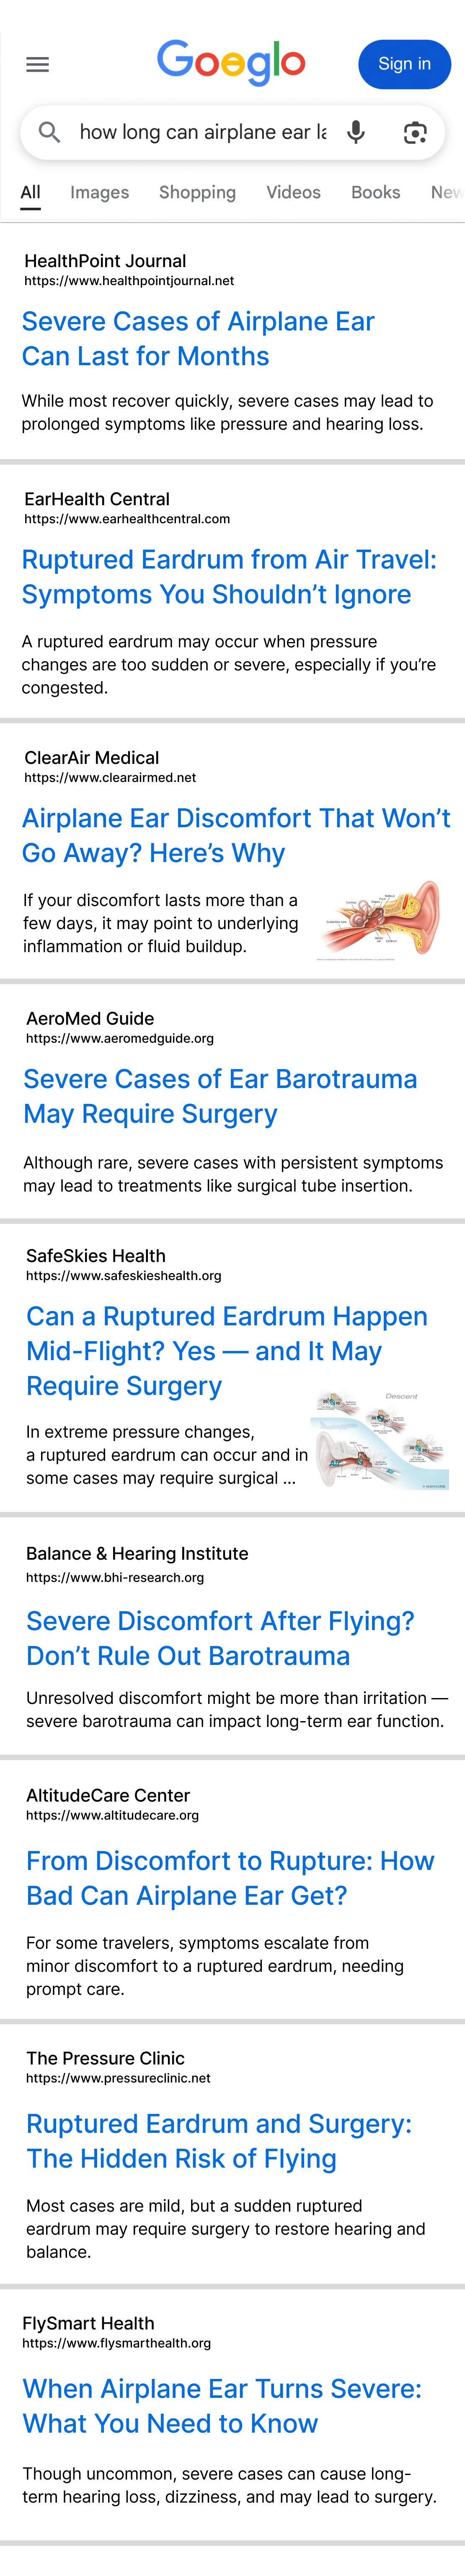 Goeglo
Sign in
how long can airplane ear la
All Images Shopping Videos Books New
HealthPoint Journal
https://www.healthpointjournal.net
Severe Cases of Airplane Ear
Can Last for Months
While most recover quickly, severe cases may lead to
prolonged symptoms like pressure and hearing loss.
EarHealth Central
https://www.earhealthcentral.com
Ruptured Eardrum from Air Travel:
Symptoms You Shouldn’t Ignore
A ruptured eardrum may occur when pressure
changes are too sudden or severe, especially if you’re
congested.
ClearAir Medical
https://www.clearairmed.net
Airplane Ear Discomfort That Won’t
Go Away? Here’s Why
If your discomfort lasts more than a
few days, it may point to underlying
inflammation or fluid buildup.
AeroMed Guide
https://www.aeromedguide.org
Severe Cases of Ear Barotrauma
May Require Surgery
Although rare, severe cases with persistent symptoms
may lead to treatments like surgical tube insertion.
SafeSkies Health
https://www.safeskieshealth.org
Can a Ruptured Eardrum Happen
Mid-Flight? Yes — and It May
Require Surgery
Descent
In extreme pressure changes,
a ruptured eardrum can occur and in
some cases may require surgical ...
Balance & Hearing Institute
https://www.bhi-research.org
Severe Discomfort After Flying?
Don’t Rule Out Barotrauma
Unresolved discomfort might be more than irritation —
severe barotrauma can impact long-term ear function.
AltitudeCare Center
https://www.altitudecare.org
From Discomfort to Rupture: How
Bad Can Airplane Ear Get?
For some travelers, symptoms escalate from
minor discomfort to a ruptured eardrum, needing
prompt care.
The Pressure Clinic
https://www.pressureclinic.net
Ruptured Eardrum and Surgery:
The Hidden Risk of Flying
Most cases are mild, but a sudden ruptured
eardrum may require surgery to restore hearing and
balance.
FlySmart Health
https://www.flysmarthealth.org
When Airplane Ear Turns Severe:
What You Need to Know
Though uncommon, severe cases can cause long-
term hearing loss, dizziness, and may lead to surgery.